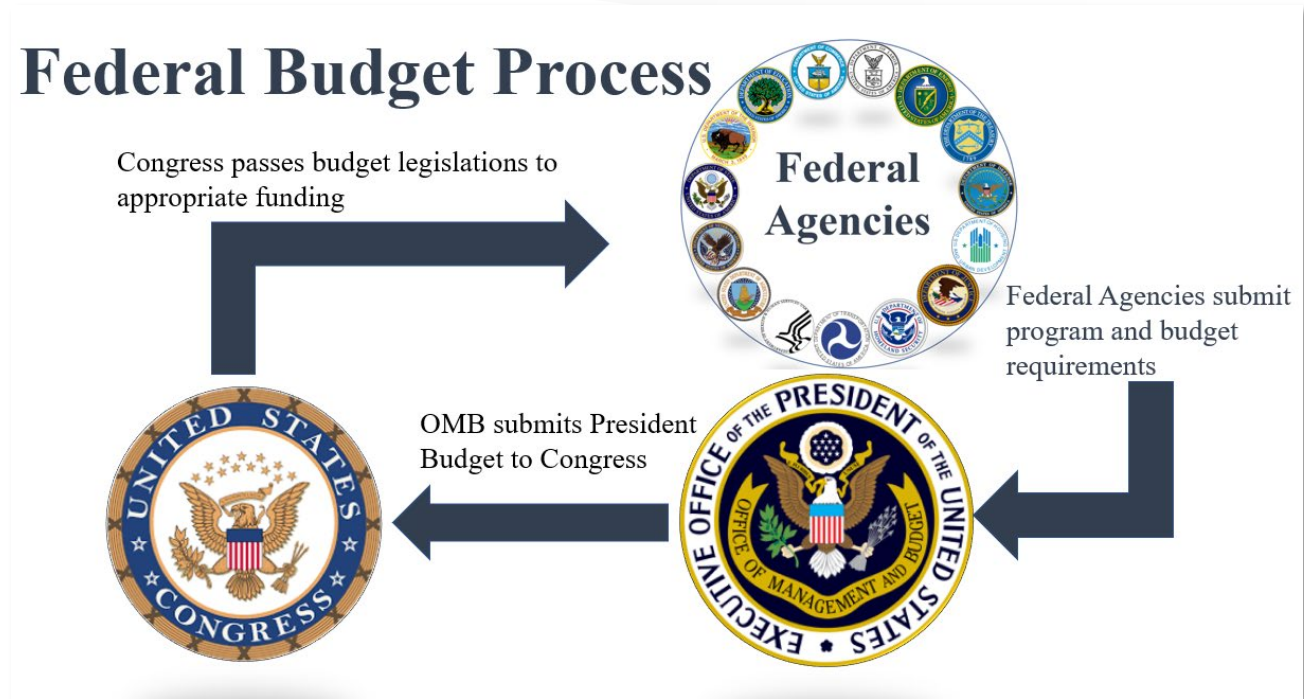 Federal Budget Process
Congress passes budget legislations to
appropriate funding
Federal
Agencies
Federal Agencies submit
program and budget
requirements
OMB submits President
Budget to Congress
UNITED STATES
CONGRESS
EXECUTIVE OFFICE OF THE PRESIDENT OF THE UNITED STATES
OFFICE OF MANAGEMENT AND BUDGET